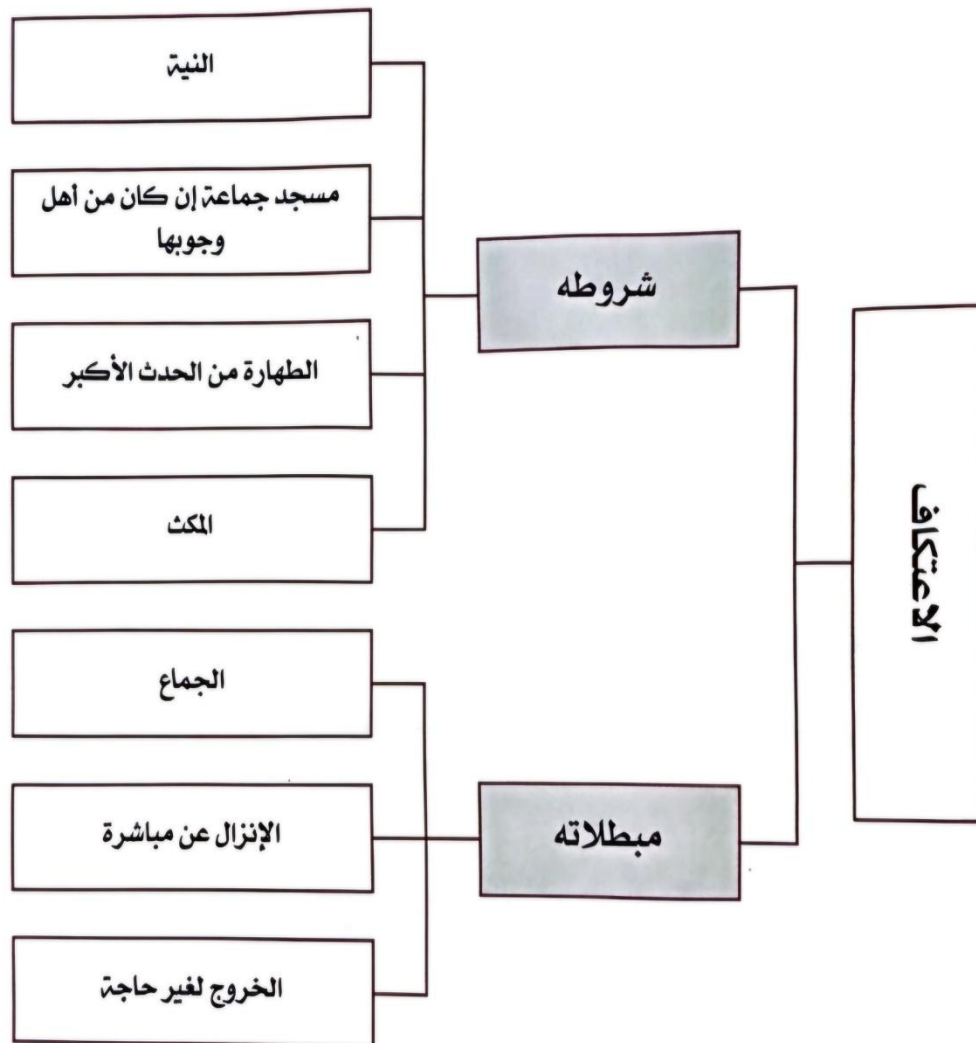 الاعتكاف
شروطه
النية
مسجد جماعة إن كان من أهل
وجوبها
الطهارة من الحدث الأكبر
المكث
مبطلاته
الجماع
الإنزال عن مباشرة
الخروج لغير حاجة